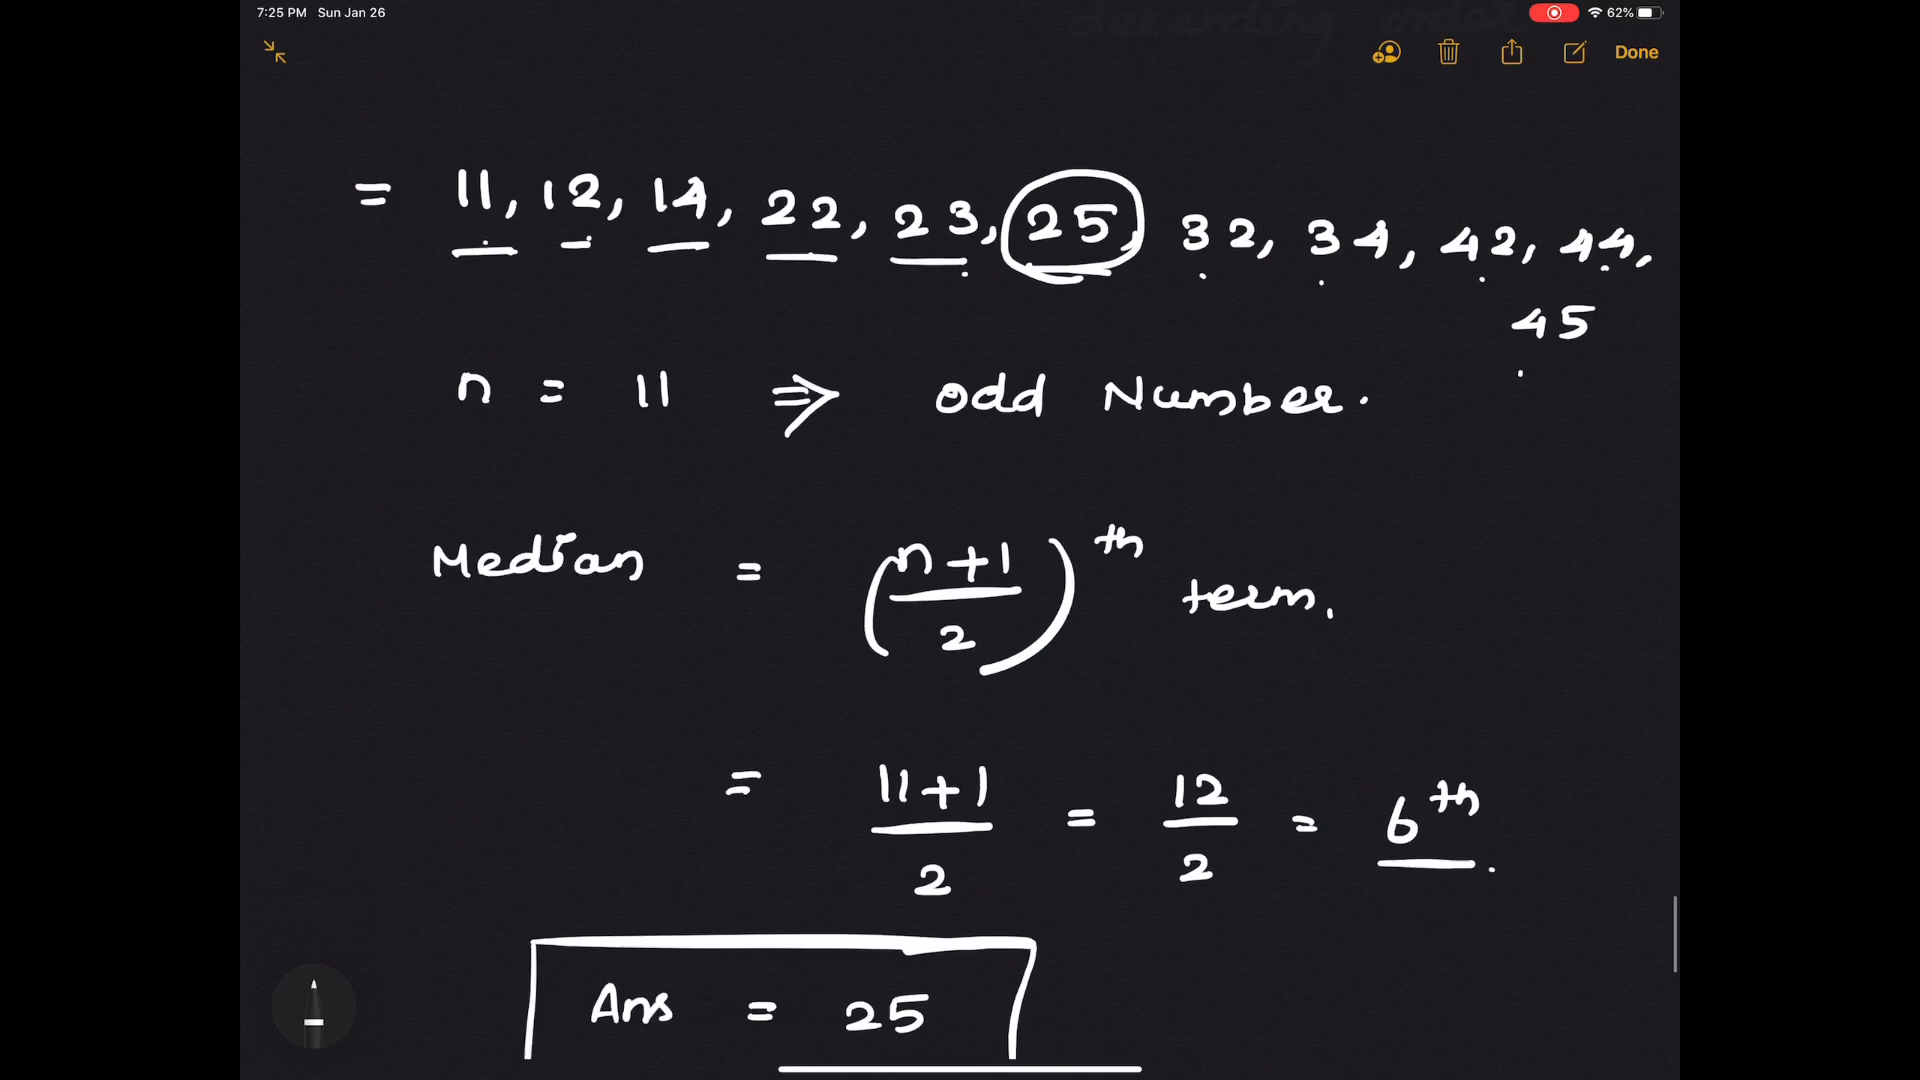 7:25 PM Sun Jan 26
62%
Done
= 11, 12, 14, 22, 23, 25, 32, 34, 42, 44,
45
n = 11 ⇒ odd Number.
Median = (n+1/2)th term.
= 11+1/2 = 12/2 = 6th.
Ans = 25